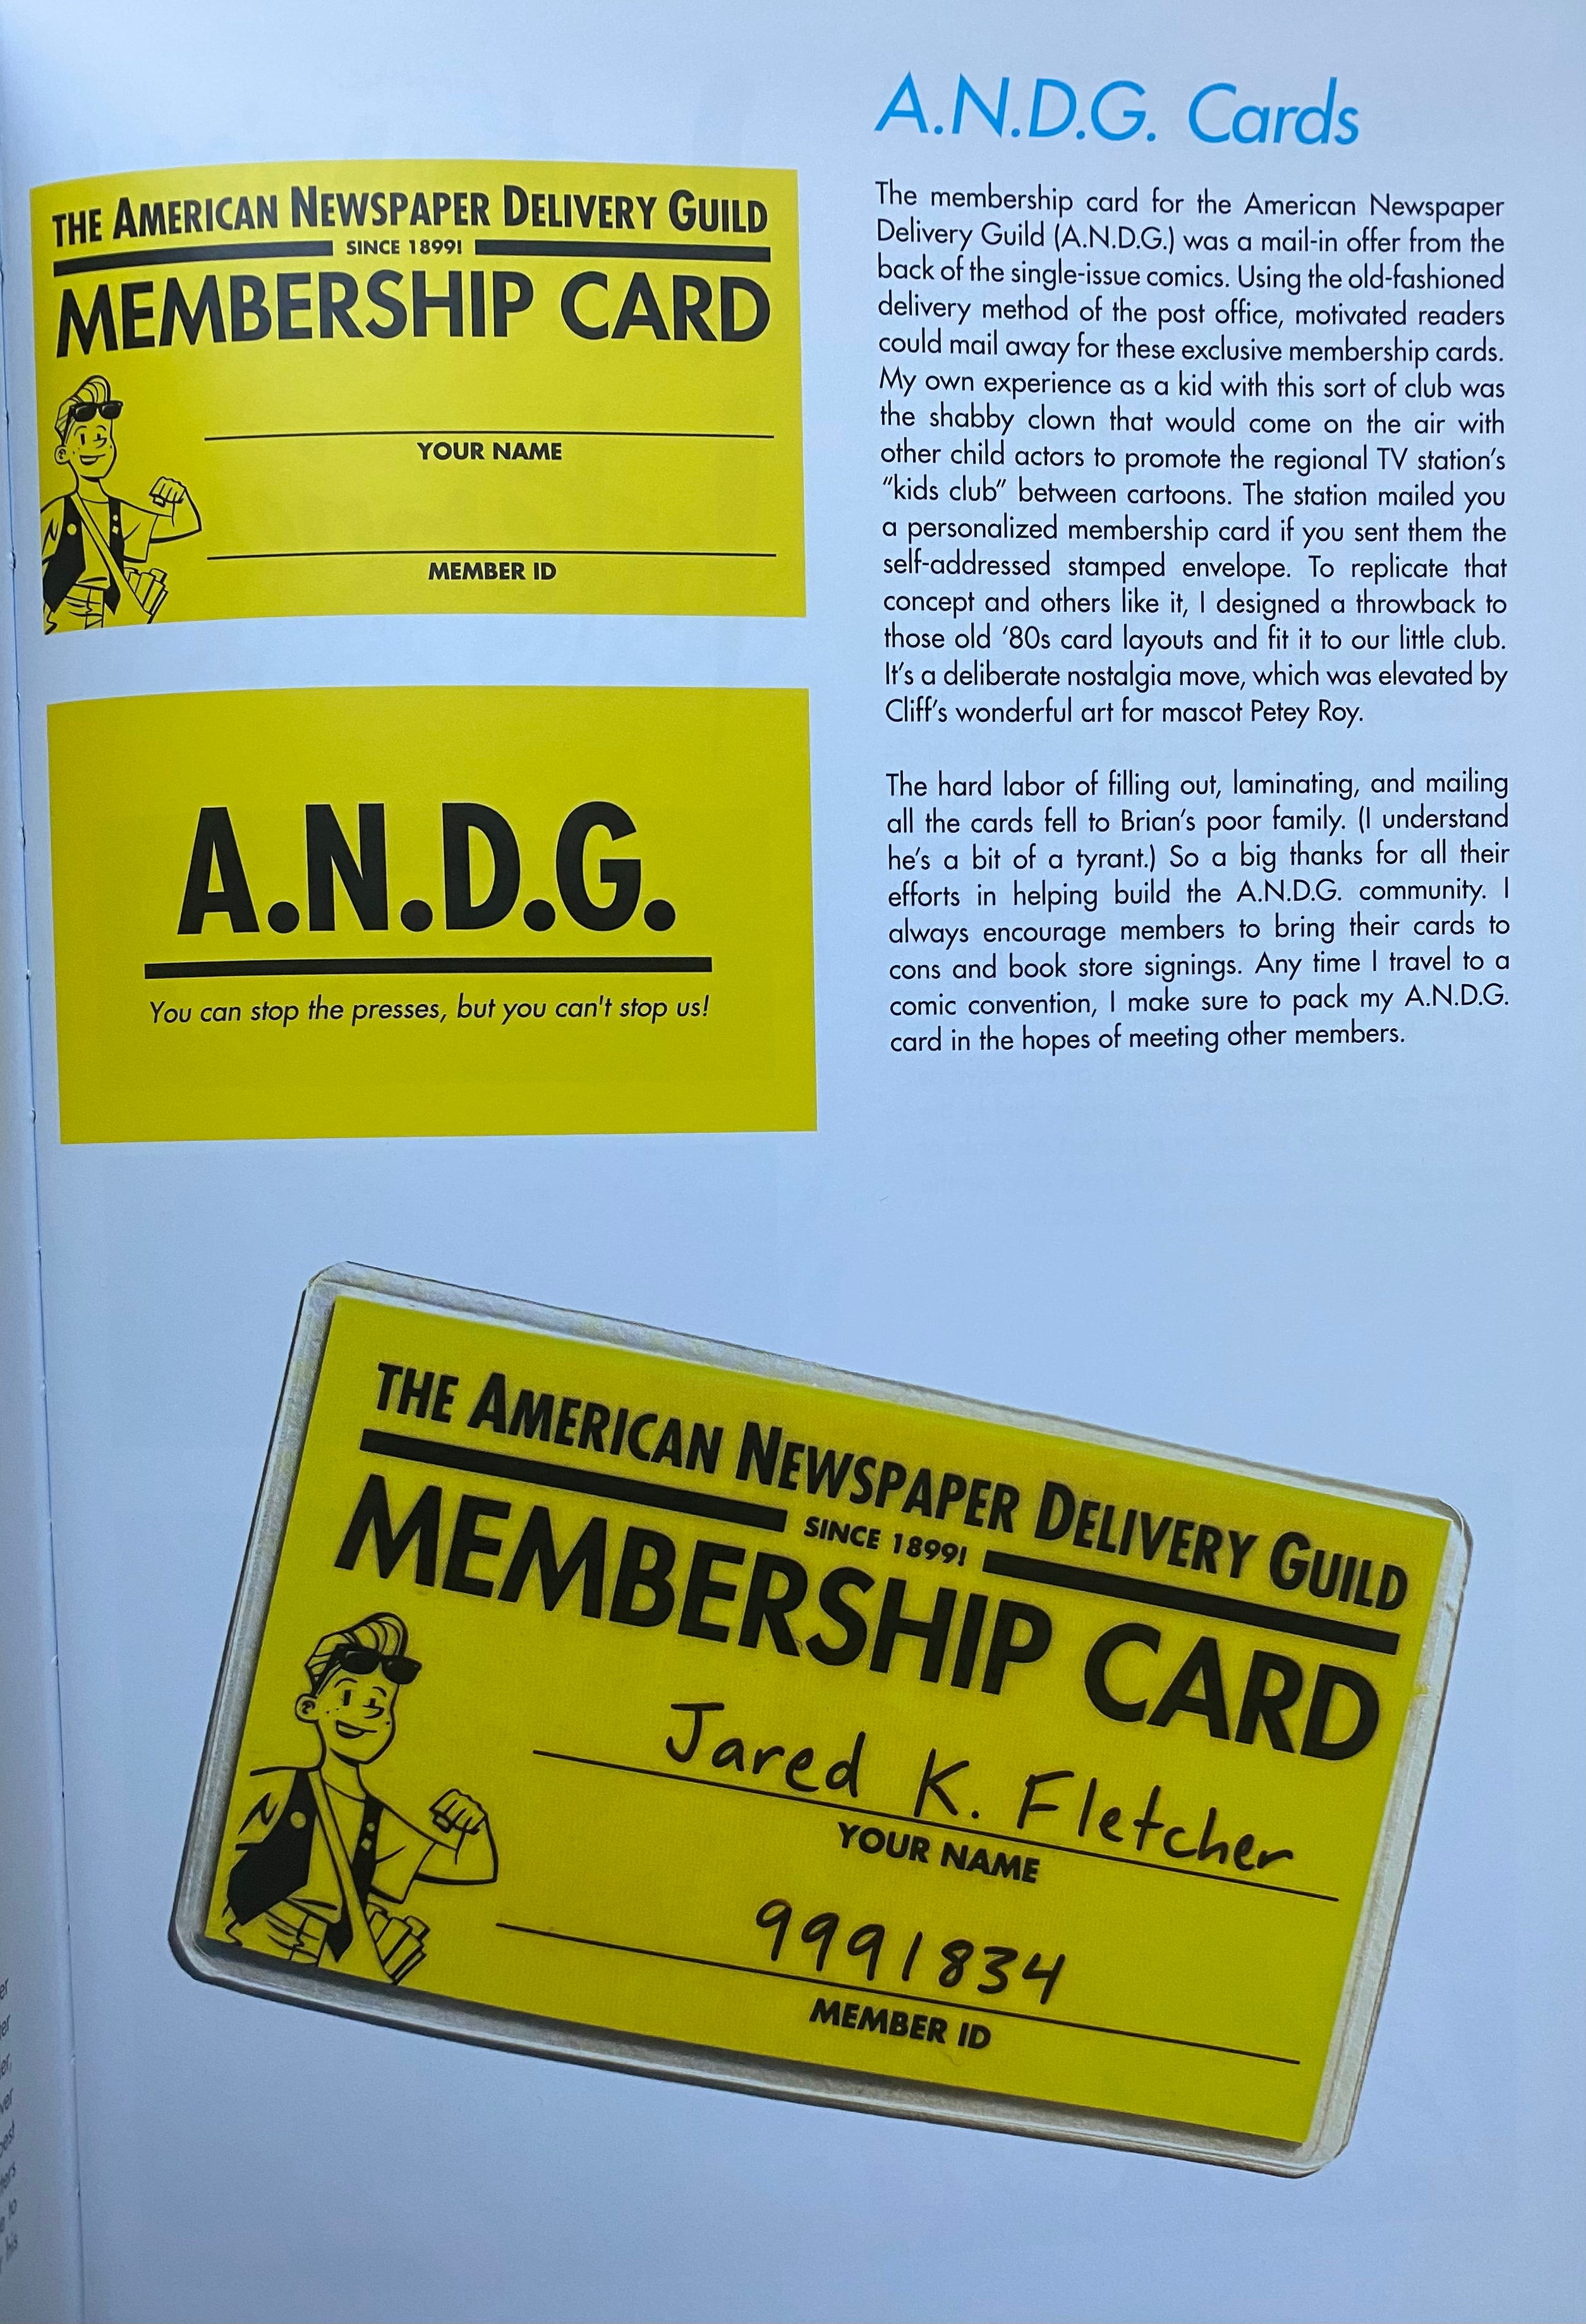 A.N.D.G. Cards
THE AMERICAN NEWSPAPER DELIVERY GUILD
SINCE 1899!
MEMBERSHIP CARD
YOUR NAME
MEMBER ID
A.N.D.G.
You can stop the presses, but you can't stop us!
The membership card for the American Newspaper
Delivery Guild (A.N.D.G.) was a mail-in offer from the
back of the single-issue comics. Using the old-fashioned
delivery method of the post office, motivated readers
could mail away for these exclusive membership cards.
My own experience as a kid with this sort of club was
the shabby clown that would come on the air with
other child actors to promote the regional TV station's
"kids club" between cartoons. The station mailed you
a personalized membership card if you sent them the
self-addressed stamped envelope. To replicate that
concept and others like it, I designed a throwback to
those old '80s card layouts and fit it to our little club.
It's a deliberate nostalgia move, which was elevated by
Cliff's wonderful art for mascot Petey Roy.
The hard labor of filling out, laminating, and mailing
all the cards fell to Brian's poor family. (I understand
he's a bit of a tyrant.) So a big thanks for all their
efforts in helping build the A.N.D.G. community. I
always encourage members to bring their cards to
cons and book store signings. Any time I travel to a
comic convention, I make sure to pack my A.N.D.G.
card in the hopes of meeting other members.
THE AMERICAN NEWSPAPER DELIVERY GUILD
SINCE 1899!
MEMBERSHIP CARD
Jared K. Fletcher
YOUR NAME
9991834
MEMBER ID